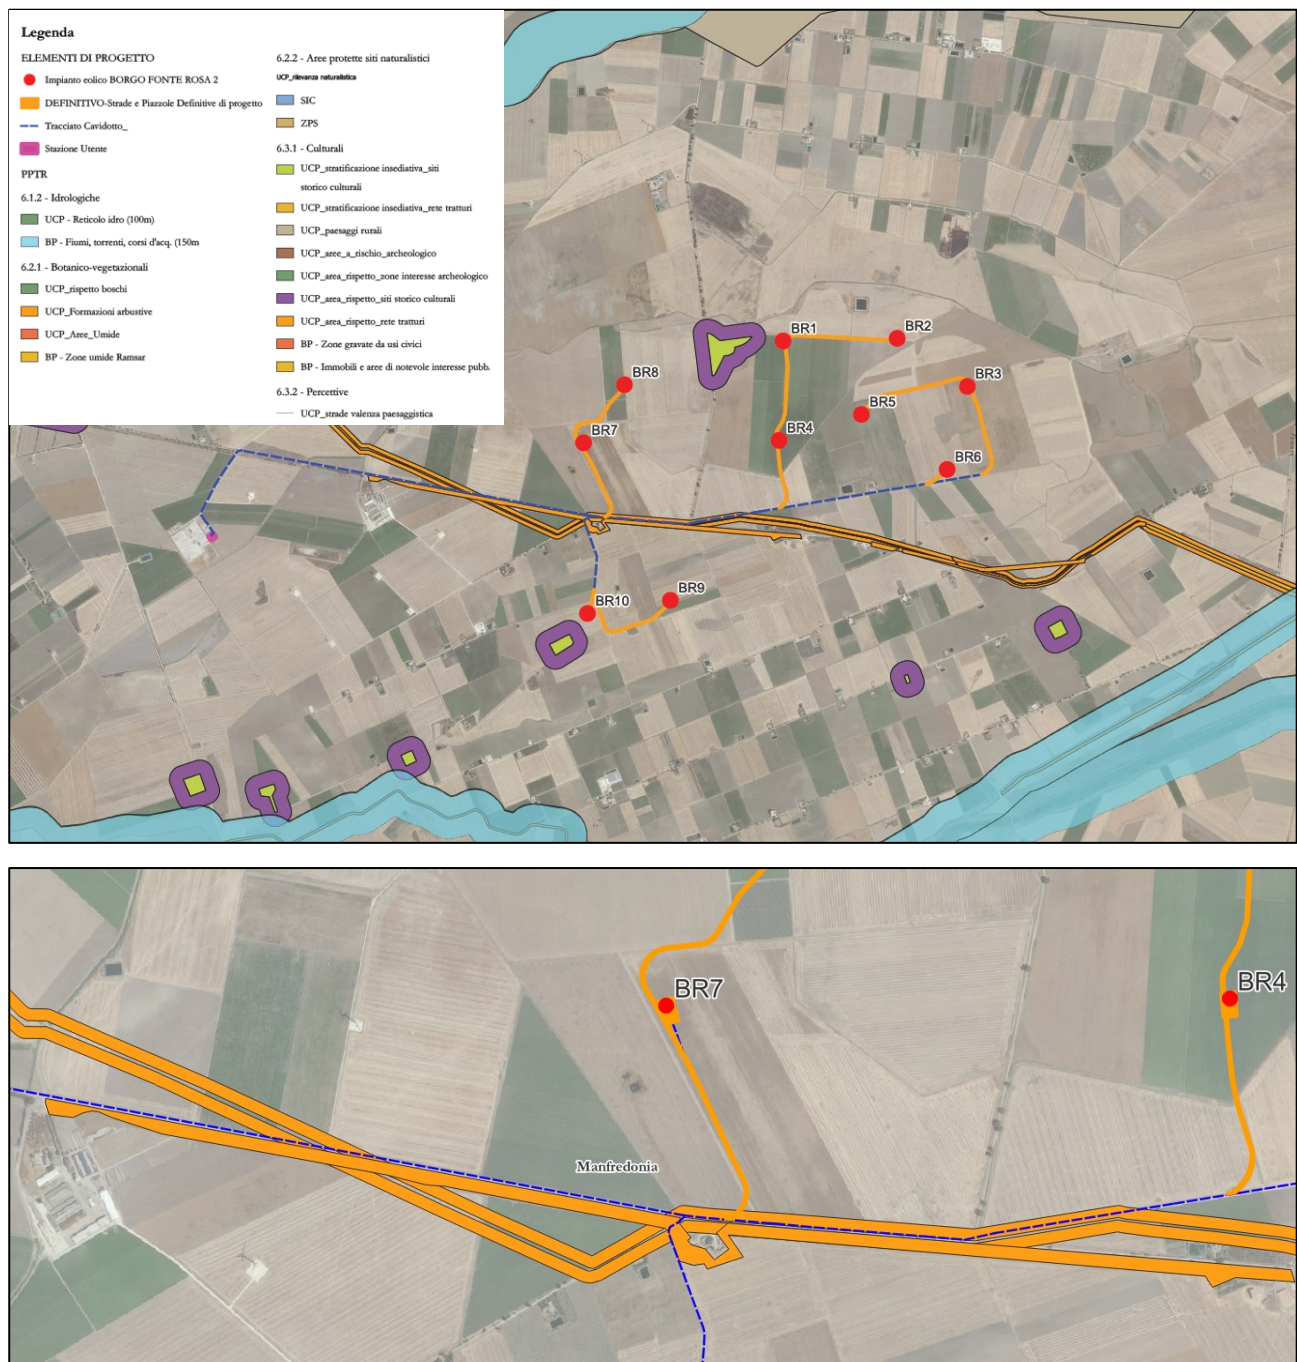 Legenda
ELEMENTI DI PROGETTO
Impianto eolico BORGO FONTE ROSA 2
DEFINITIVO-Strade e Piazzole Definitive di progetto
Tracciato Cavidotto_
Stazione Utente
PPTR
6.1.2 - Idrologiche
UCP - Reticolo idro (100m)
BP - Fiumi, torrenti, corsi d'acq. (150m
6.2.1 - Botanico-vegetazionali
UCP_rispetto boschi
UCP_Formazioni arbustive
UCP_Aree_Umide
BP - Zone umide Ramsar
6.2.2 - Aree protette siti naturalistici
UCP_rilevanza naturalistica
SIC
ZPS
6.3.1 - Culturali
UCP_stratificazione insediativa_siti
storico culturali
UCP_stratificazione insediativa_rete tratturi
UCP_paesaggi rurali
UCP_aree_a_rischio_archeologico
UCP_area_rispetto_zone interesse archeologico
UCP_area_rispetto_siti storico culturali
UCP_area_rispetto_rete tratturi
BP - Zone gravate da usi civici
BP - Immobili e aree di notevole interesse pubb.
6.3.2 - Percettive
UCP_strade valenza paesaggistica
BR1
BR2
BR8
BR3
BR5
BR7
BR4
BR6
BR9
BR10
BR7
BR4
Manfredonia